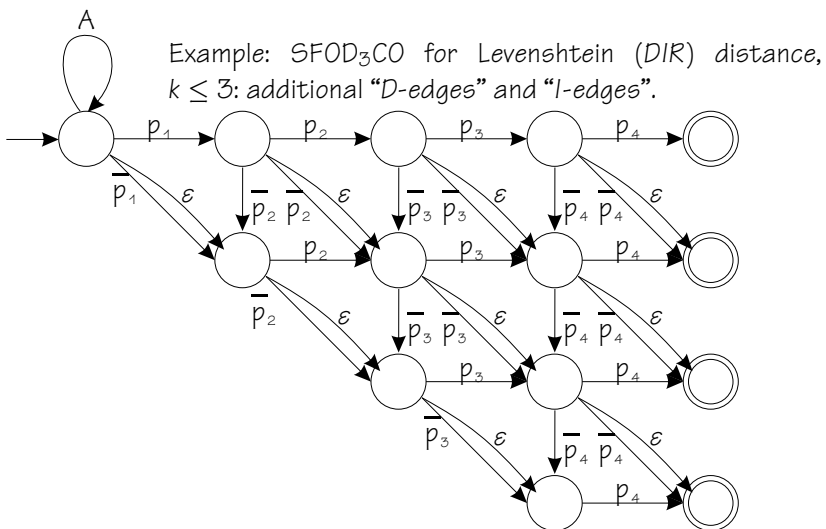 A
Example: SFOD₃CO for Levenshtein (DIR) distance,
k ≤ 3: additional “D-edges” and “I-edges”.
p₁ p₂ p₃ p₄
p̅₁ ε p̅₂ p̅₂ ε p̅₃ p̅₃ ε p̅₄ p̅₄ ε
p₂ p₃ p₄
p̅₂ ε p̅₃ p̅₃ ε p̅₄ p̅₄ ε
p₃ p₄
p̅₃ ε p̅₄ p̅₄ ε
p₄